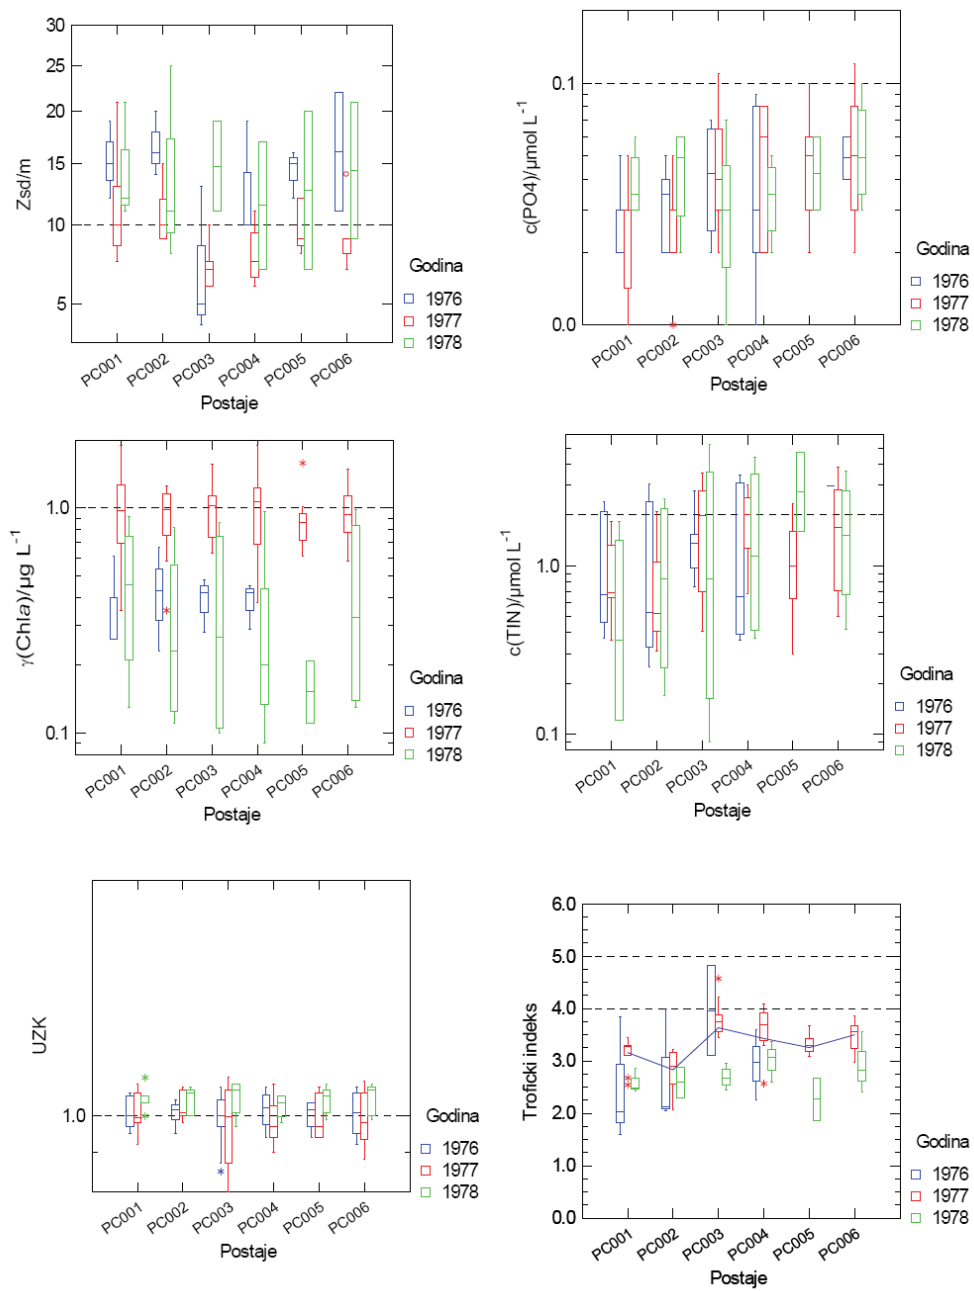 Zsd/m
30
25
20
15
10
5
PC001 PC002 PC003 PC004 PC005 PC006
Postaje
Godina
1976
1977
1978
c(PO4)/µmol L⁻¹
0.1
0.0
PC001 PC002 PC003 PC004 PC005 PC006
Postaje
Godina
1976
1977
1978
γ(Chla)/µg L⁻¹
1.0
0.1
PC001 PC002 PC003 PC004 PC005 PC006
Postaje
Godina
1976
1977
1978
c(TIN)/µmol L⁻¹
1.0
0.1
PC001 PC002 PC003 PC004 PC005 PC006
Postaje
Godina
1976
1977
1978
UZK
1.0
PC001 PC002 PC003 PC004 PC005 PC006
Postaje
Godina
1976
1977
1978
Troficki indeks
6.0
5.0
4.0
3.0
2.0
1.0
0.0
PC001 PC002 PC003 PC004 PC005 PC006
Postaje
Godina
1976
1977
1978